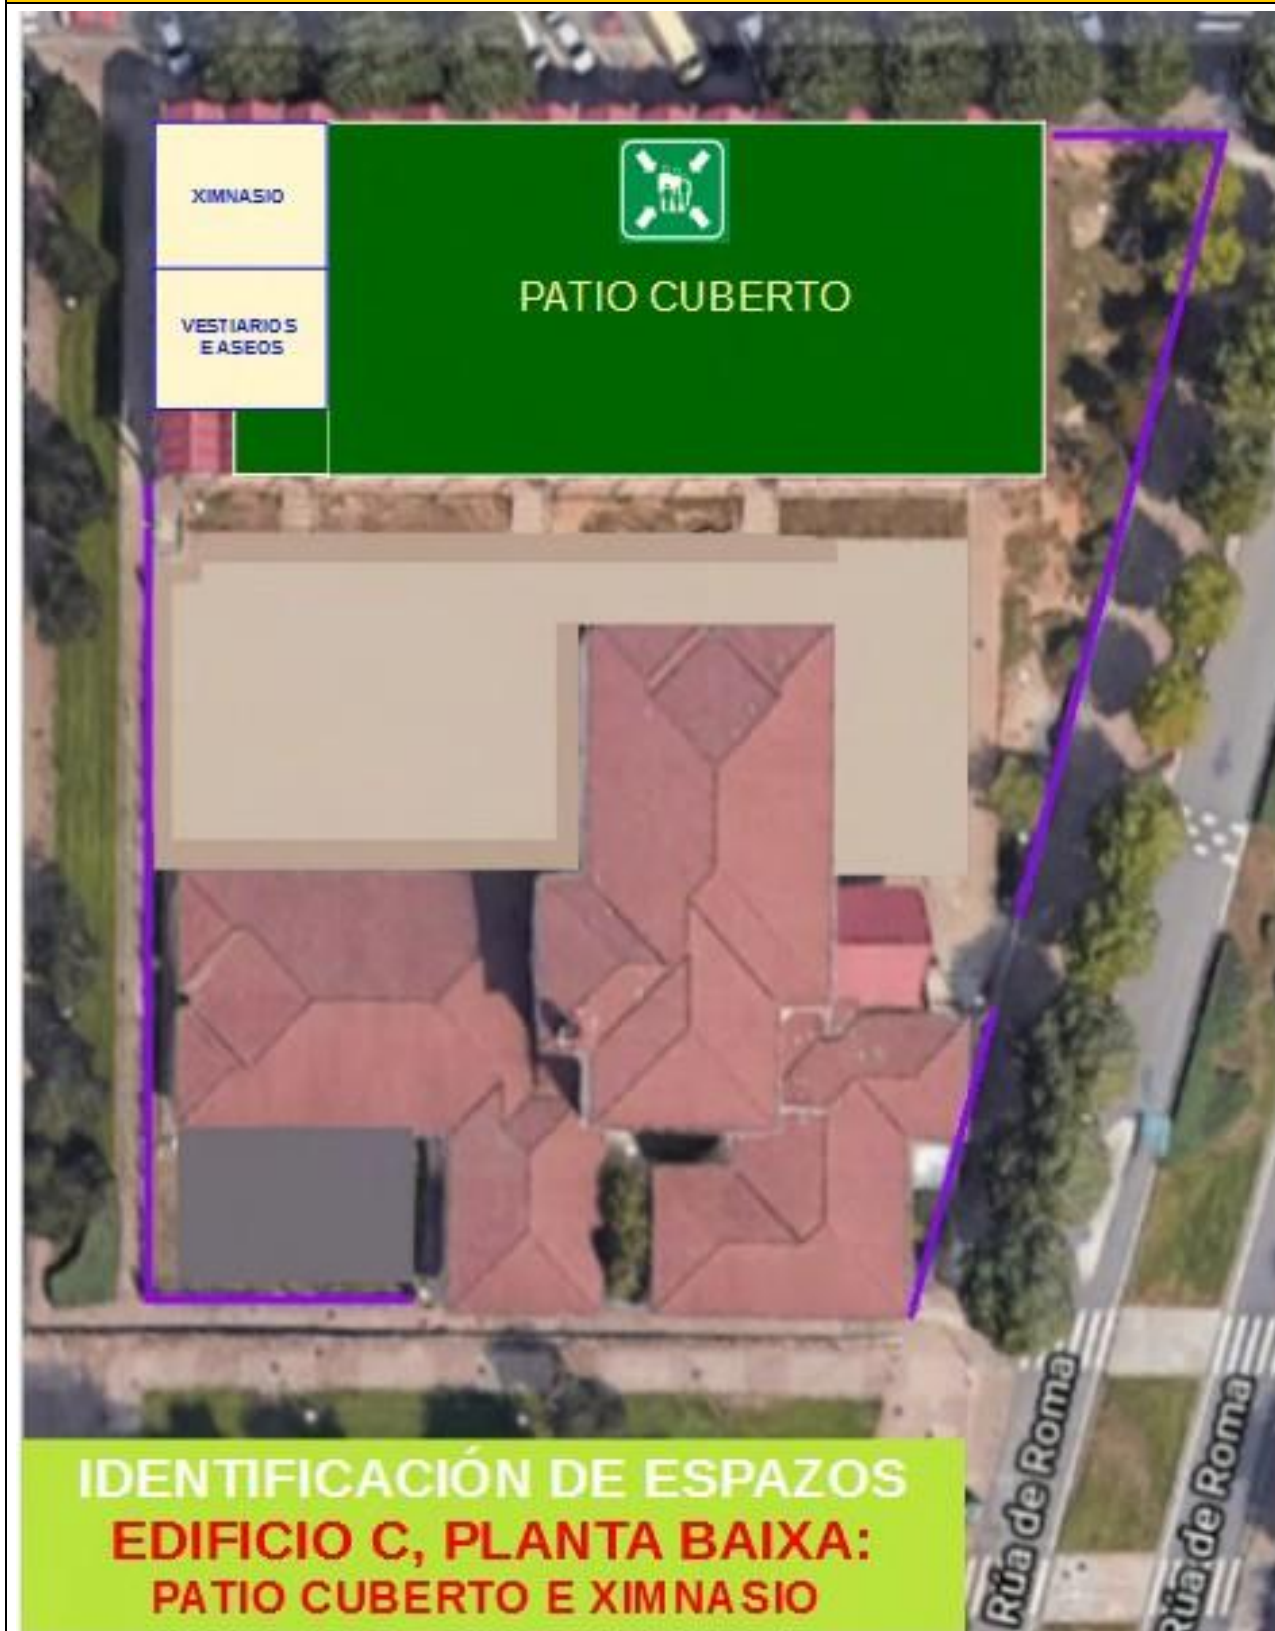 XIMNASIO
PATIO CUBERTO
VESTIARIOS
E ASEOS
IDENTIFICACIÓN DE ESPAZOS
EDIFICIO C, PLANTA BAIXA:
PATIO CUBERTO E XIMNASIO
Rúa de Roma
Rúa de Roma